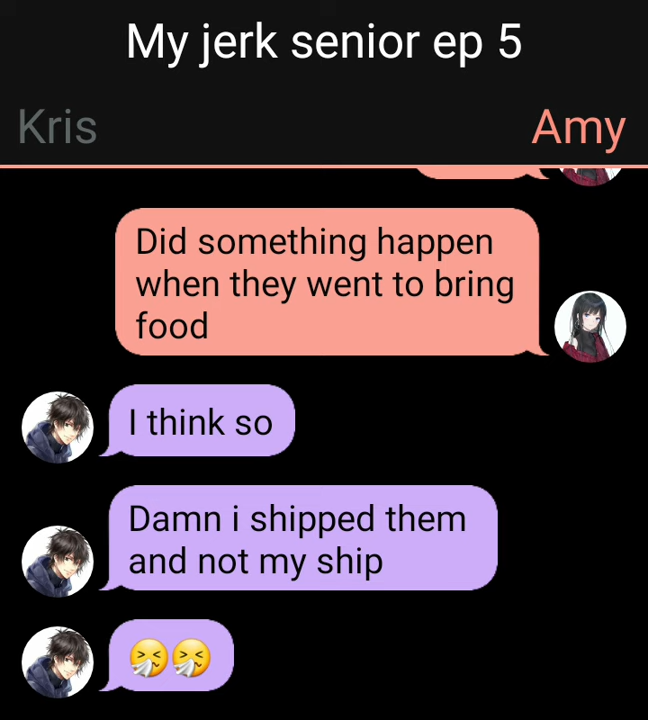 My jerk senior ep 5
Kris
Amy
Did something happen
when they went to bring
food
I think so
Damn i shipped them
and not my ship
🤧🤧